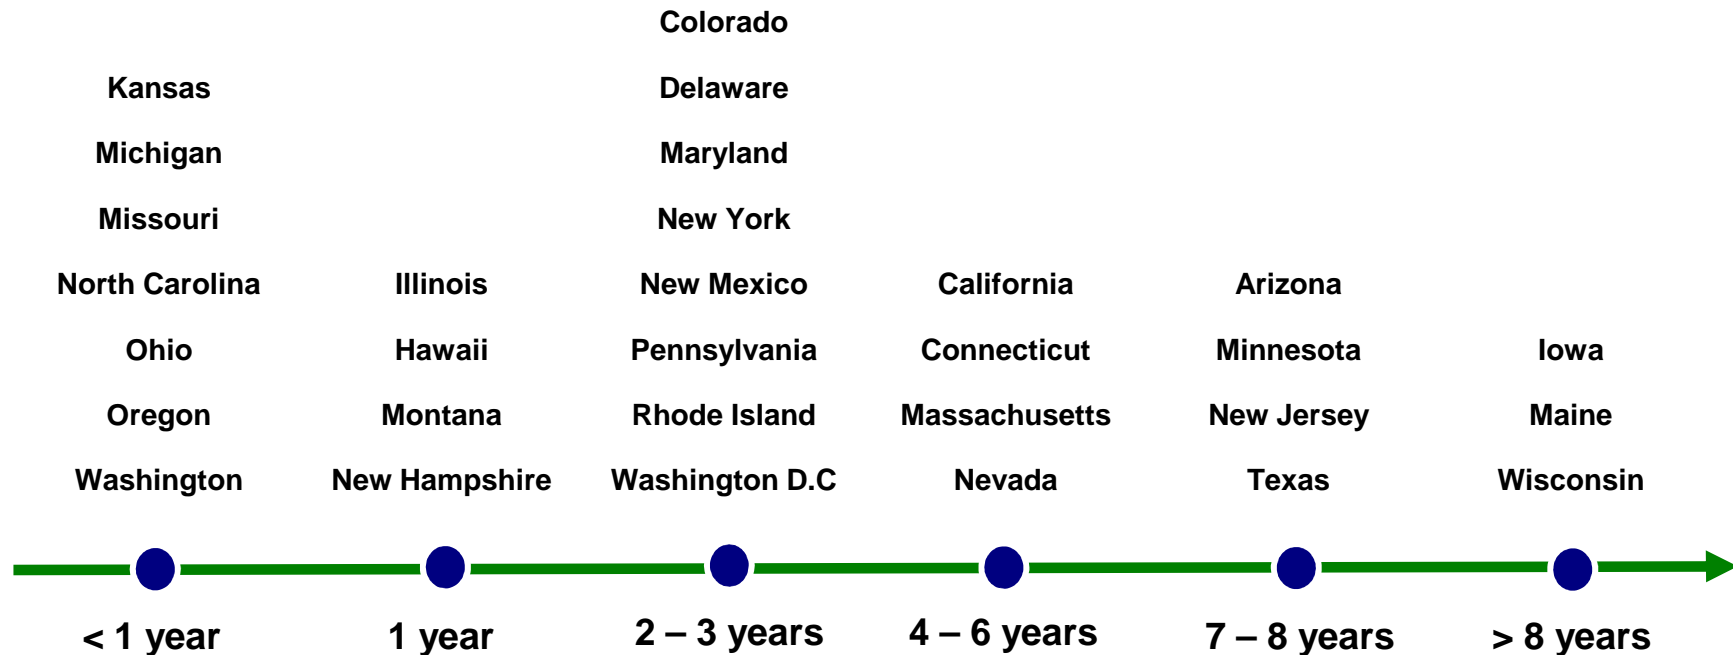 Colorado
Kansas Delaware
Michigan Maryland
Missouri New York
North Carolina Illinois New Mexico California Arizona
Ohio Hawaii Pennsylvania Connecticut Minnesota Iowa
Oregon Montana Rhode Island Massachusetts New Jersey Maine
Washington New Hampshire Washington D.C Nevada Texas Wisconsin
< 1 year 1 year 2 – 3 years 4 – 6 years 7 – 8 years > 8 years